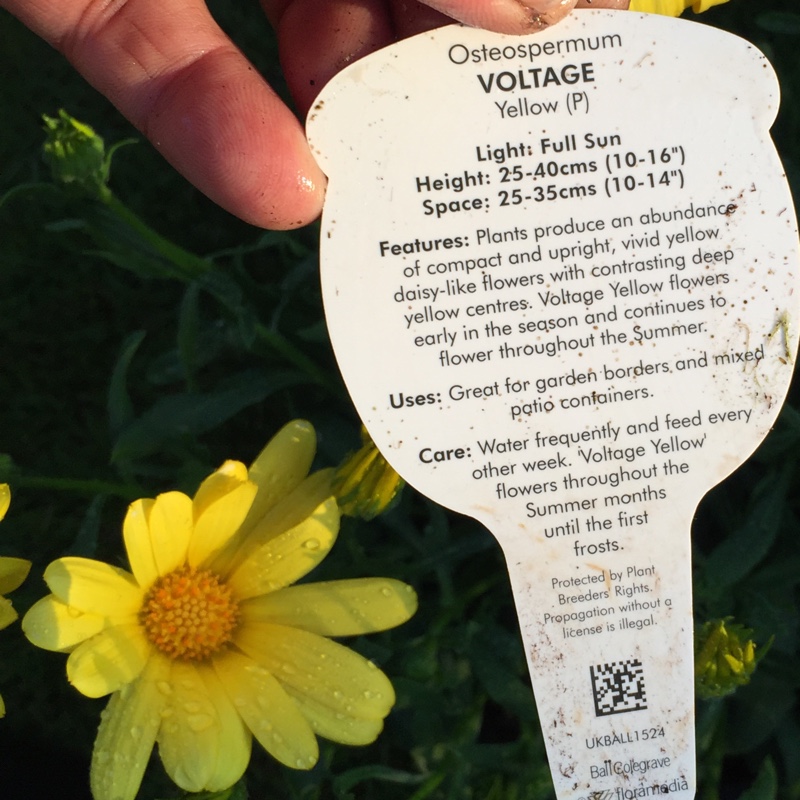 Osteospermum
VOLTAGE
Yellow (P)
Light: Full Sun
Height: 25-40cms (10-16")
Space: 25-35cms (10-14")
Features: Plants produce an abundance
of compact and upright, vivid yellow
daisy-like flowers with contrasting deep
yellow centres. Voltage Yellow flowers
early in the season and continues to
flower throughout the Summer.
Uses: Great for garden borders and mixed
patio containers.
Care: Water frequently and feed every
other week. 'Voltage Yellow'
flowers throughout the
Summer months
until the first
frosts.
Protected by Plant
Breeders' Rights.
Propagation without a
license is illegal.
UKBALL1524
Ball Colegrave
floramedia